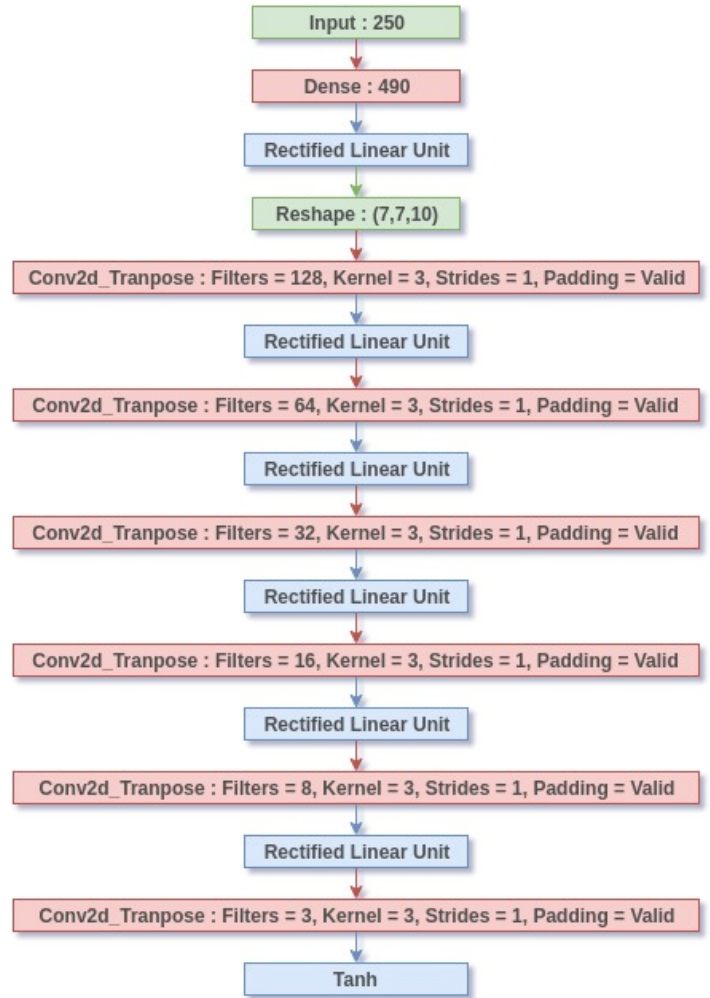 Input : 250
Dense : 490
Rectified Linear Unit
Reshape : (7,7,10)
Conv2d_Tranpose : Filters = 128, Kernel = 3, Strides = 1, Padding = Valid
Rectified Linear Unit
Conv2d_Tranpose : Filters = 64, Kernel = 3, Strides = 1, Padding = Valid
Rectified Linear Unit
Conv2d_Tranpose : Filters = 32, Kernel = 3, Strides = 1, Padding = Valid
Rectified Linear Unit
Conv2d_Tranpose : Filters = 16, Kernel = 3, Strides = 1, Padding = Valid
Rectified Linear Unit
Conv2d_Tranpose : Filters = 8, Kernel = 3, Strides = 1, Padding = Valid
Rectified Linear Unit
Conv2d_Tranpose : Filters = 3, Kernel = 3, Strides = 1, Padding = Valid
Tanh